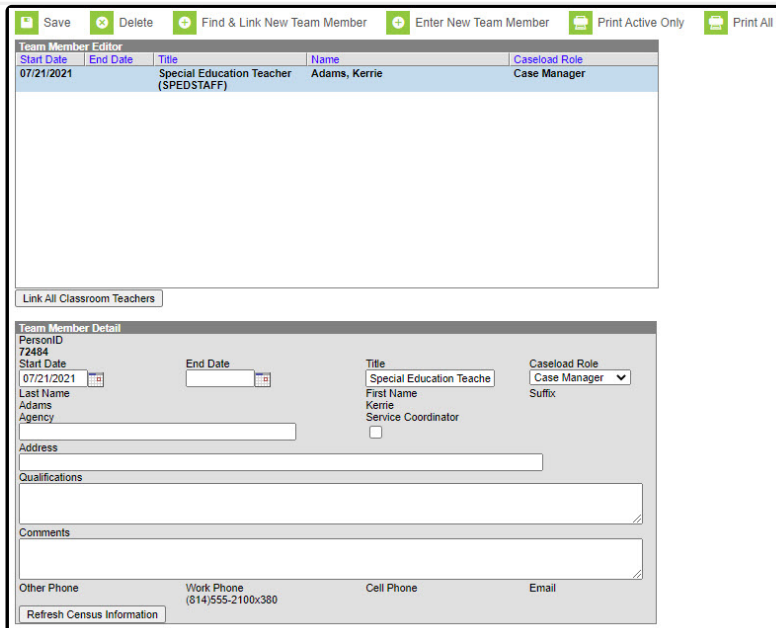 Save Delete Find & Link New Team Member Enter New Team Member Print Active Only Print All
Team Member Editor
Start Date End Date Title Name Caseload Role
07/21/2021 Special Education Teacher Adams, Kerrie Case Manager
(SPEDSTAFF)
Link All Classroom Teachers
Team Member Detail
PersonID
72484
Start Date End Date Title Caseload Role
07/21/2021 Special Education Teache Case Manager
Last Name First Name Suffix
Adams Kerrie
Agency Service Coordinator
Address
Qualifications
Comments
Other Phone Work Phone Cell Phone Email
(814)555-2100x380
Refresh Census Information